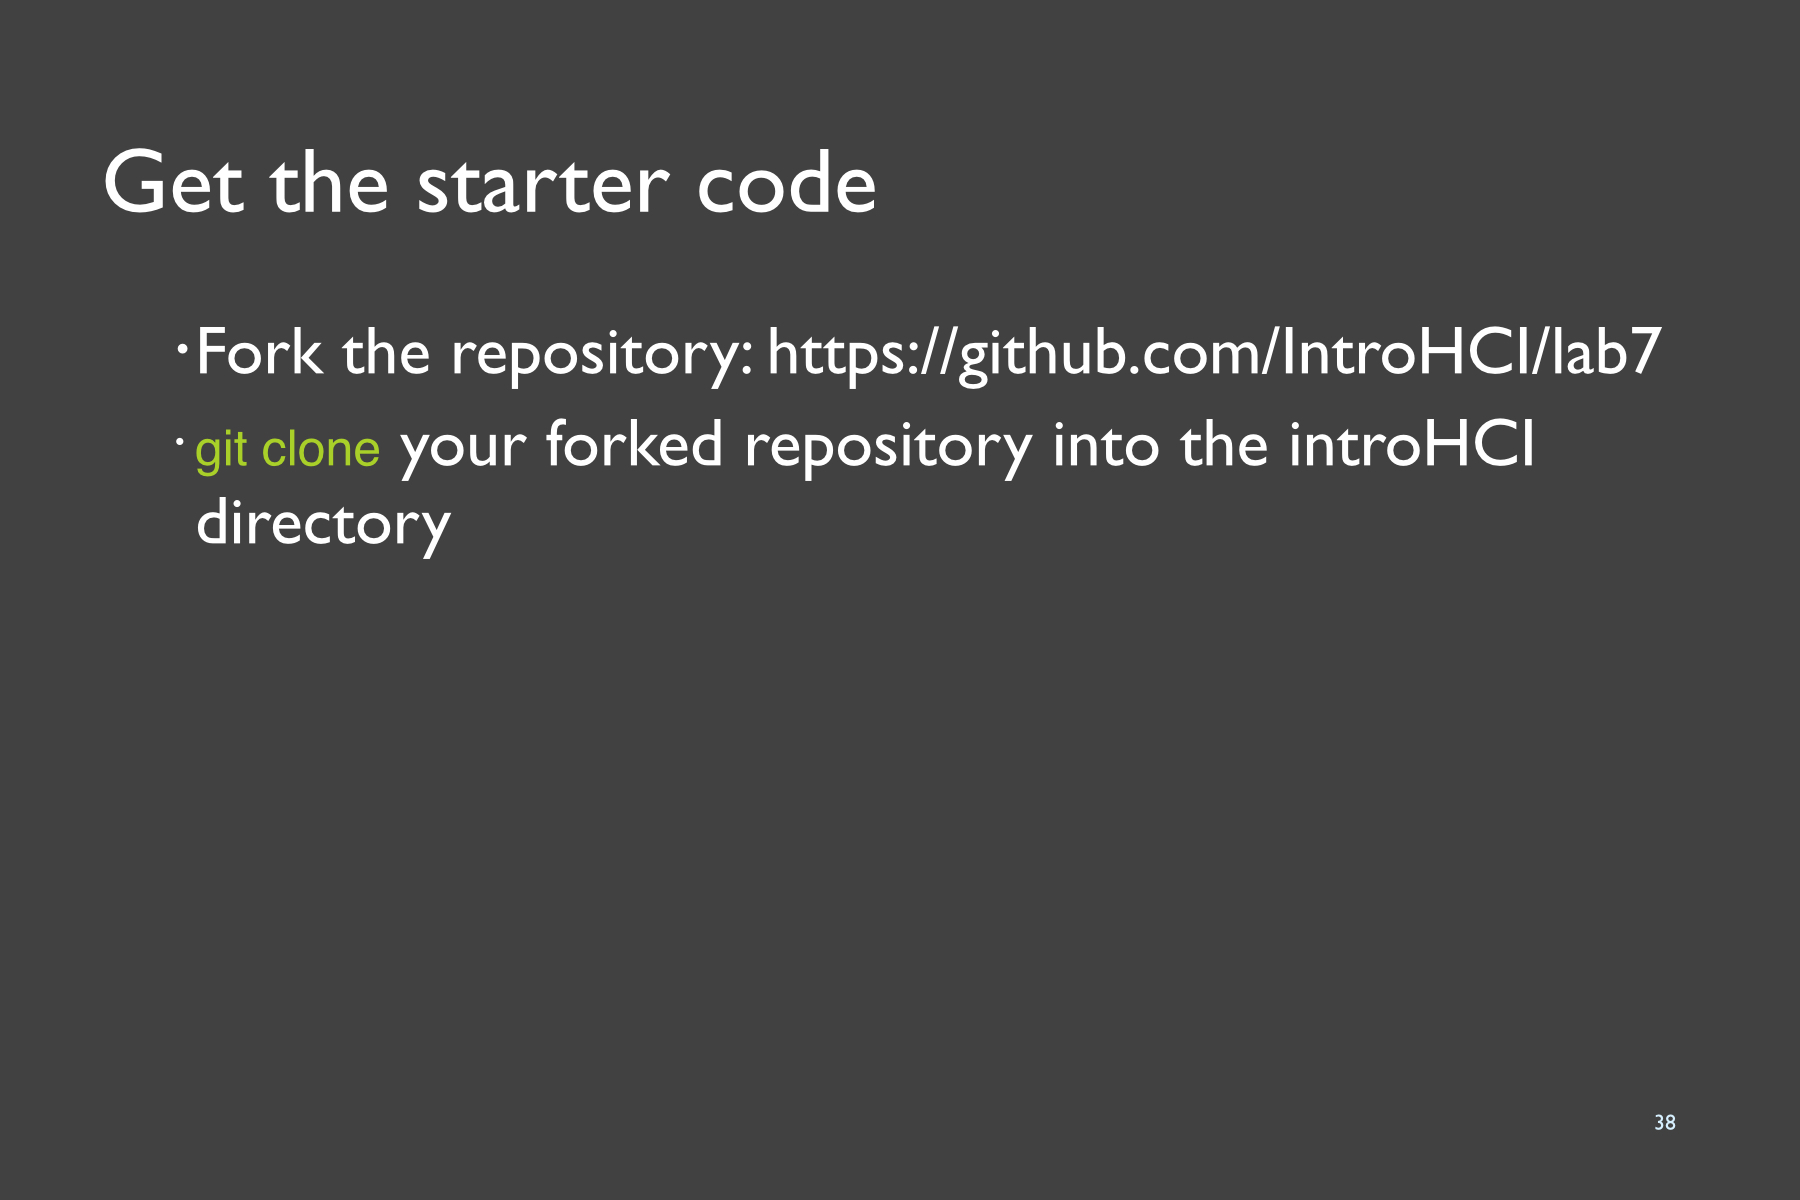 Get the starter code
·Fork the repository: https://github.com/IntroHCI/lab7
· git clone your forked repository into the introHCI
directory
38